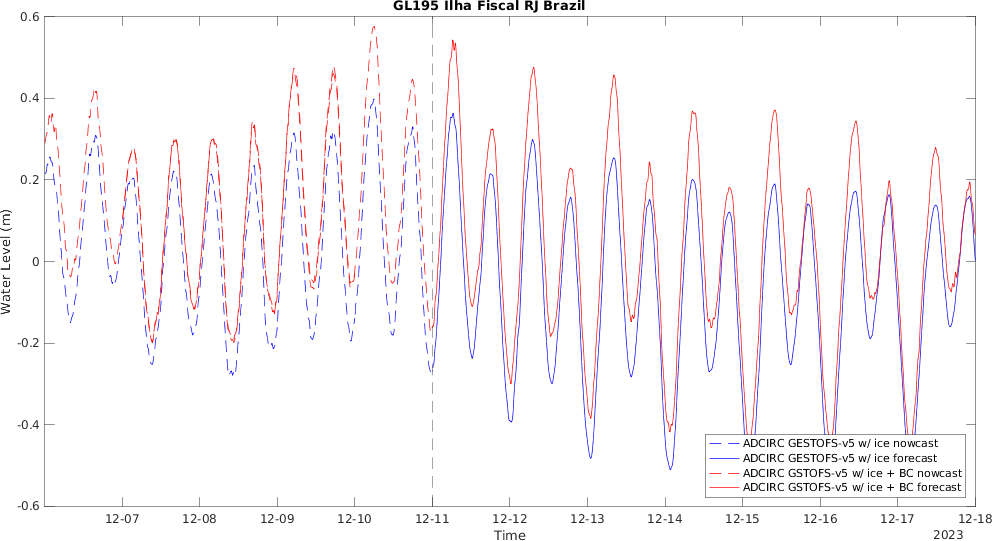 GL195 Ilha Fiscal RJ Brazil
0.6
0.4
0.2
0
-0.2
-0.4
-0.6
Water Level (m)
ADCIRC GESTOFS-v5 w/ ice nowcast
ADCIRC GESTOFS-v5 w/ ice forecast
ADCIRC GSTOFS-v5 w/ ice + BC nowcast
ADCIRC GSTOFS-v5 w/ ice + BC forecast
12-07 12-08 12-09 12-10 12-11 12-12 12-13 12-14 12-15 12-16 12-17 12-18
Time
2023